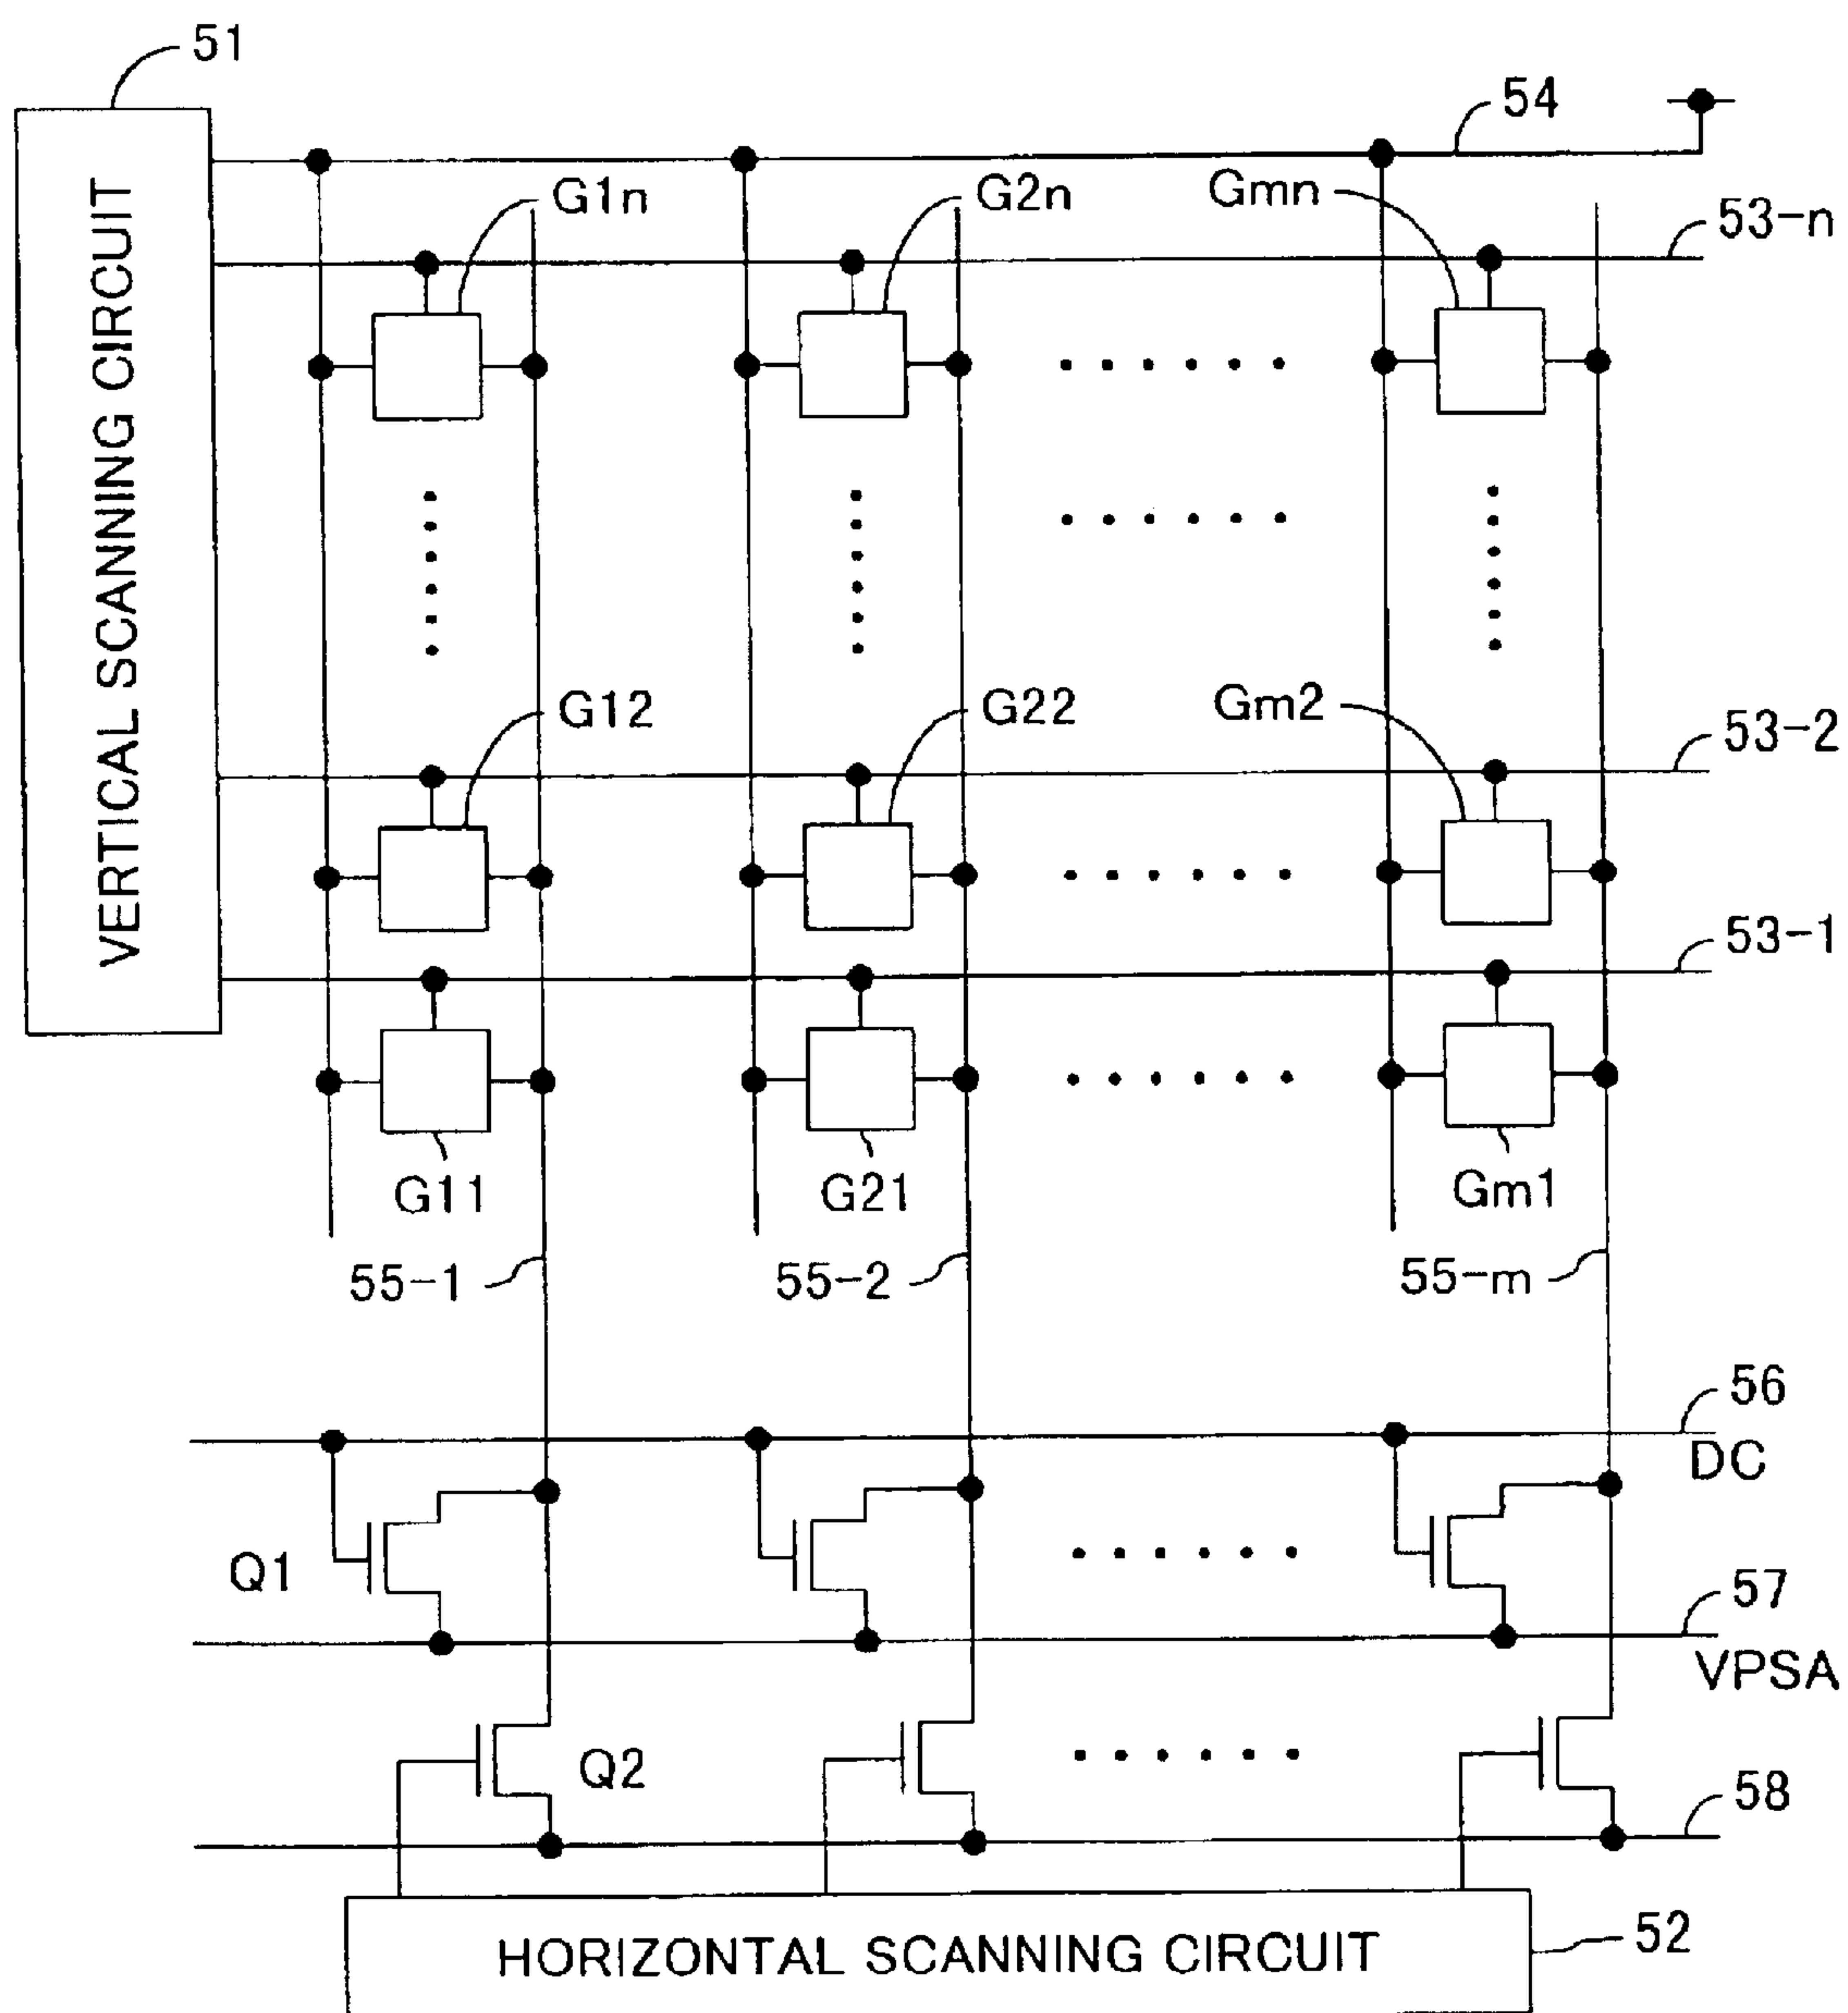 51
54
VERTICAL SCANNING CIRCUIT
G1n
G2n
Gmn
53-n
G12
G22
Gm2
53-2
53-1
G11
G21
Gm1
55-1
55-2
55-m
56
DC
Q1
57
VPSA
Q2
58
HORIZONTAL SCANNING CIRCUIT
52